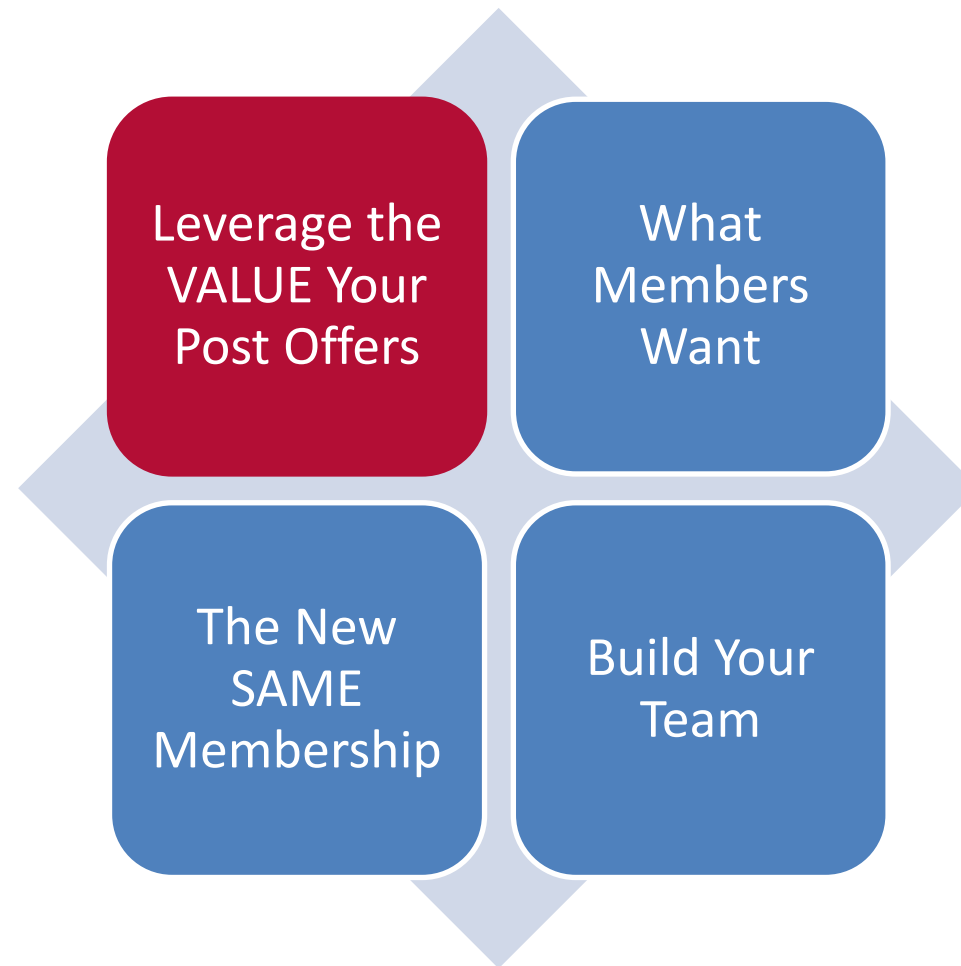 Leverage the
VALUE Your
Post Offers
What
Members
Want
The New
SAME
Membership
Build Your
Team